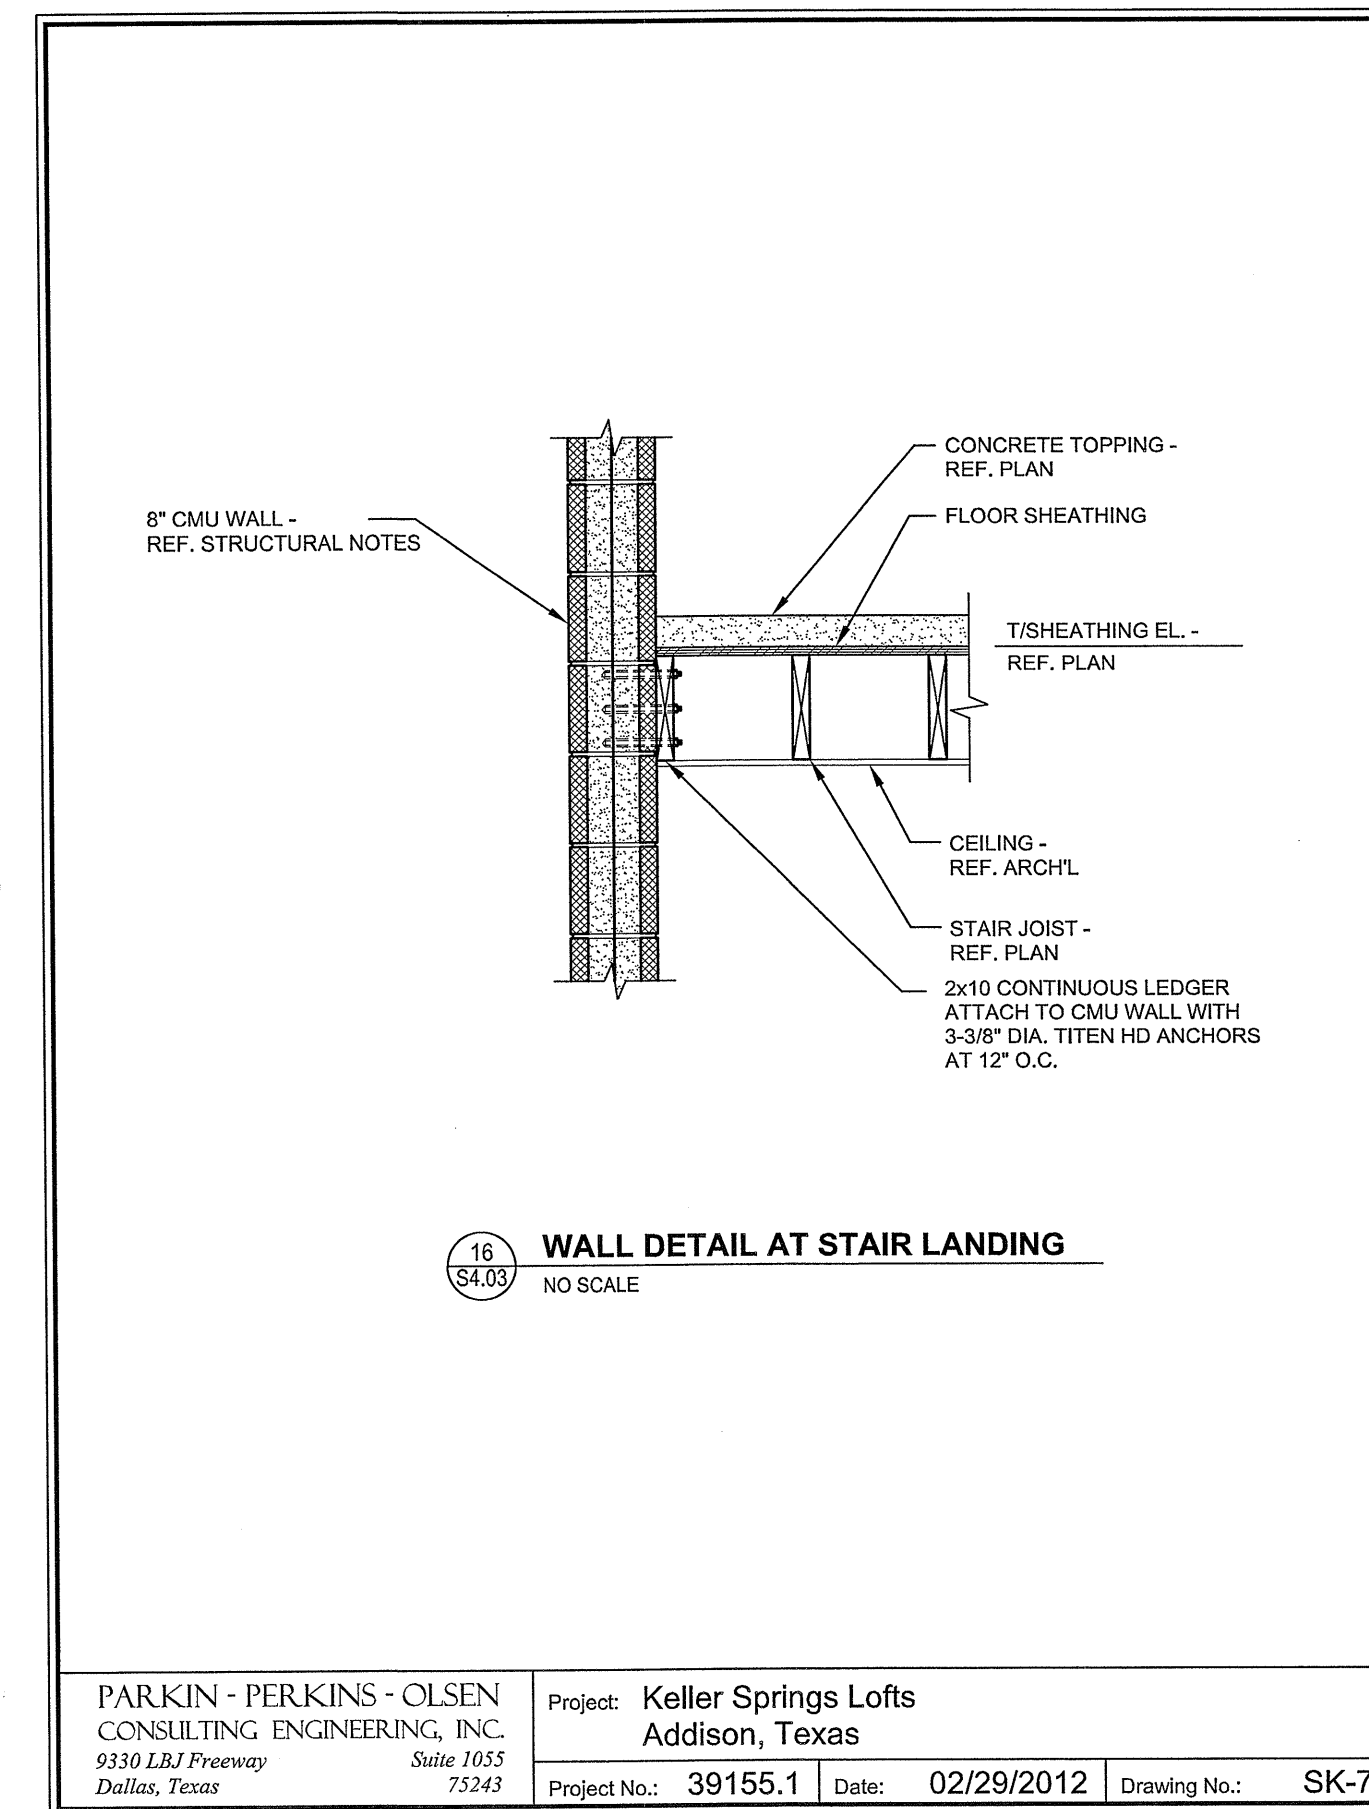 CONCRETE TOPPING -
REF. PLAN
FLOOR SHEATHING
8" CMU WALL -
REF. STRUCTURAL NOTES
T/SHEATHING EL. -
REF. PLAN
CEILING -
REF. ARCH'L
STAIR JOIST -
REF. PLAN
2x10 CONTINUOUS LEDGER
ATTACH TO CMU WALL WITH
3-3/8" DIA. TITEN HD ANCHORS
AT 12" O.C.
16
S4.03
WALL DETAIL AT STAIR LANDING
NO SCALE
PARKIN - PERKINS - OLSEN
CONSULTING ENGINEERING, INC.
9330 LBJ Freeway Suite 1055
Dallas, Texas 75243
Project: Keller Springs Lofts
Addison, Texas
Project No.: 39155.1 Date: 02/29/2012 Drawing No.: SK-7